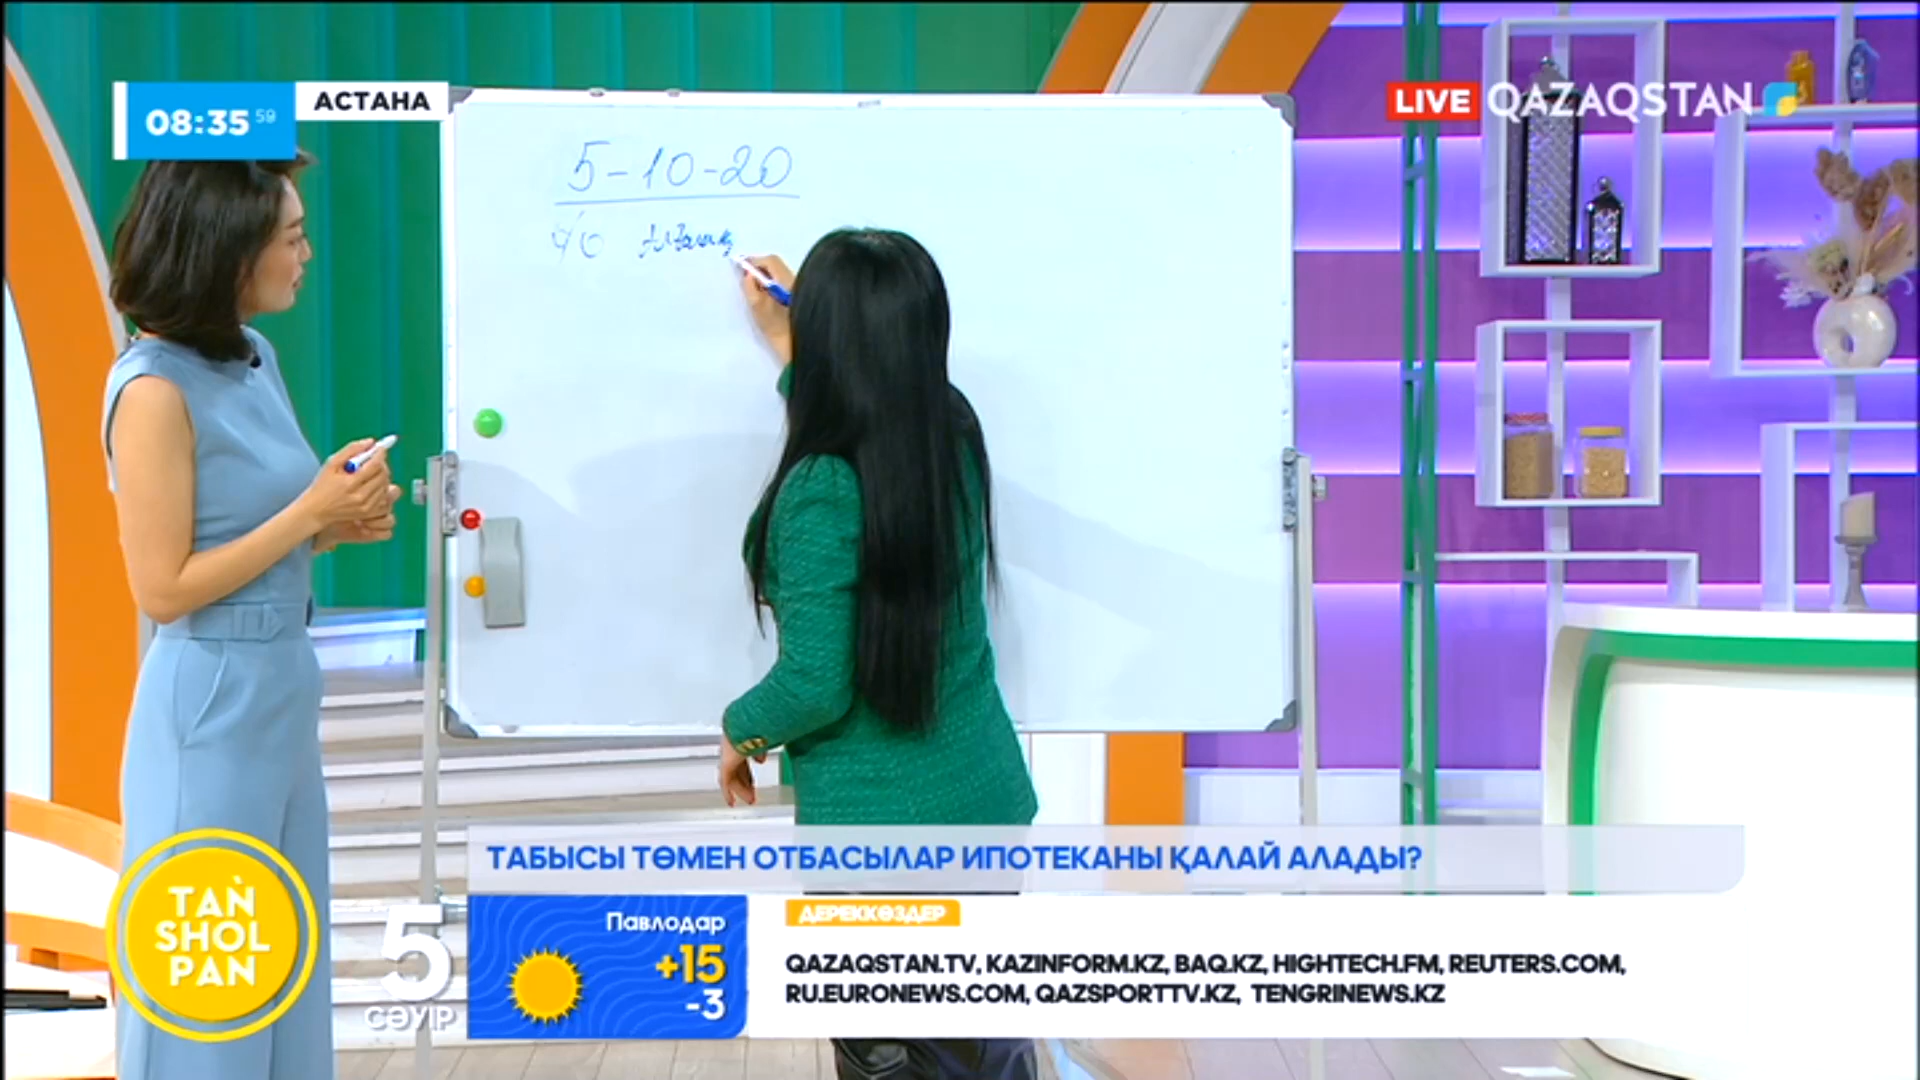 08:35 59
АСТАНА
LIVE QAZAQSTAN
5-10-20
%
TAŃ
SHOL
PAN
5
СӘУІР
ТАБЫСЫ ТӨМЕН ОТБАСЫЛАР ИПОТЕКАНЫ ҚАЛАЙ АЛАДЫ?
Павлодар
+15
-3
ДЕРЕККӨЗДЕР
QAZAQSTAN.TV, KAZINFORM.KZ, BAQ.KZ, HIGHTECH.FM, REUTERS.COM,
RU.EURONEWS.COM, QAZSPORTTV.KZ, TENGRINEWS.KZ